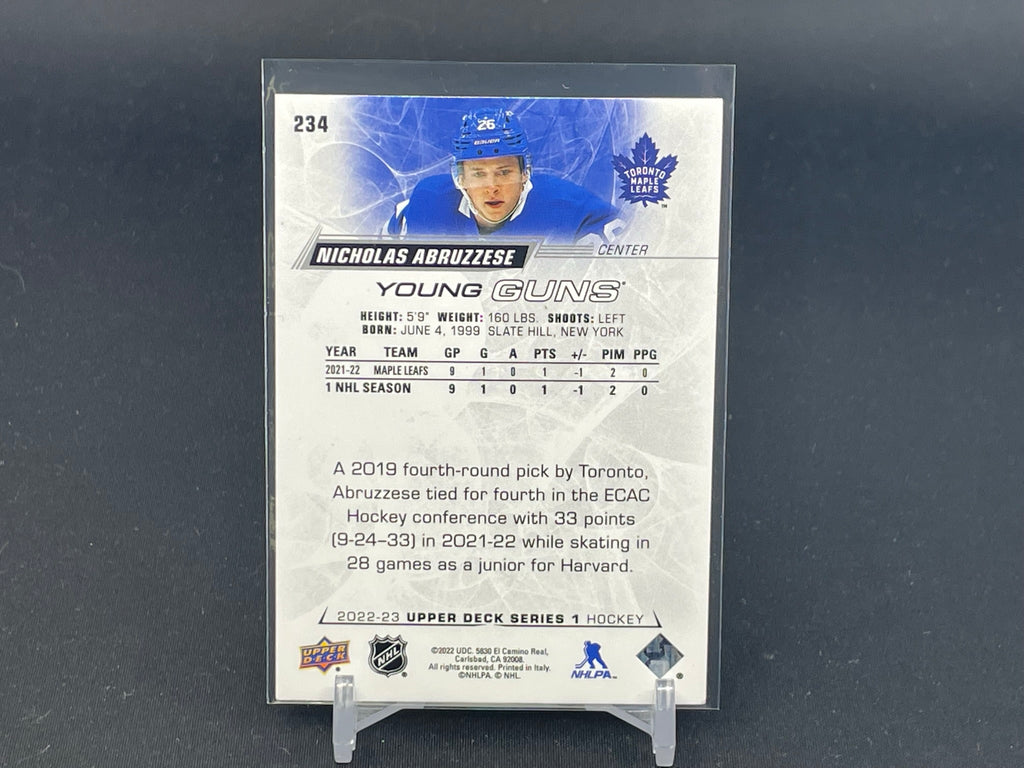 234
26
BAUER
TORONTO
MAPLE
LEAFS
TM
NICHOLAS ABRUZZESE
CENTER
YOUNG GUNS®
HEIGHT: 5'9" WEIGHT: 160 LBS. SHOOTS: LEFT
BORN: JUNE 4, 1999 SLATE HILL, NEW YORK
YEAR TEAM GP G A PTS +/- PIM PPG
2021-22 MAPLE LEAFS 9 1 0 1 -1 2 0
1 NHL SEASON 9 1 0 1 -1 2 0
A 2019 fourth-round pick by Toronto,
Abruzzese tied for fourth in the ECAC
Hockey conference with 33 points
(9-24–33) in 2021-22 while skating in
28 games as a junior for Harvard.
2022-23 UPPER DECK SERIES 1 HOCKEY
UPPER
DECK
®
NHL
®
©2022 UDC. 5830 El Camino Real,
Carlsbad, CA 92008.
All rights reserved. Printed in Italy.
©NHLPA. © NHL.
NHLPA™
®